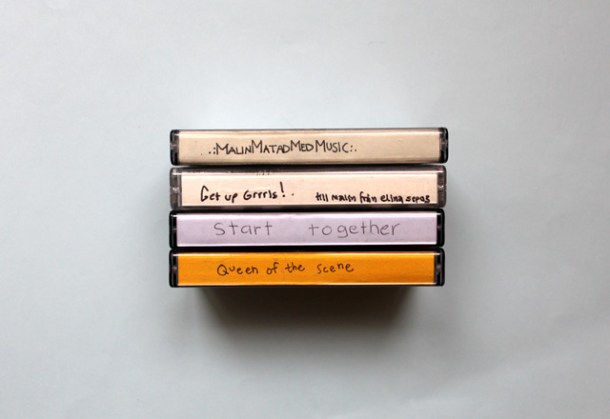 .:MALINMATADMEDMUSIC:.
Get up Grrrls! till malin från elina
Start together
Queen of the Scene